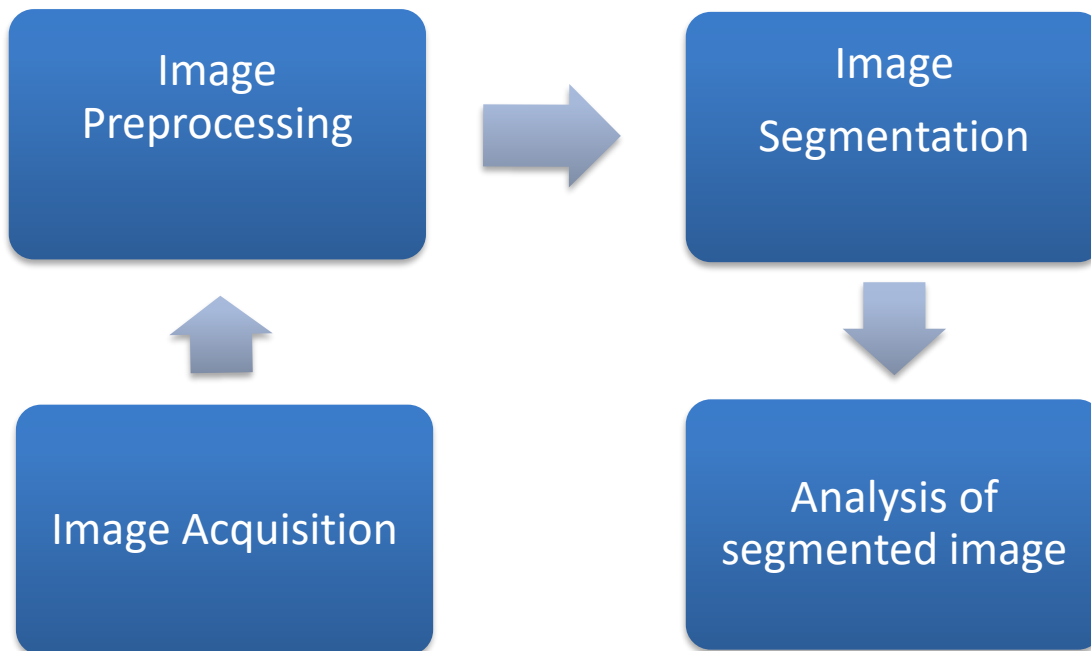 Image
Preprocessing
Image
Segmentation
Image Acquisition
Analysis of
segmented image